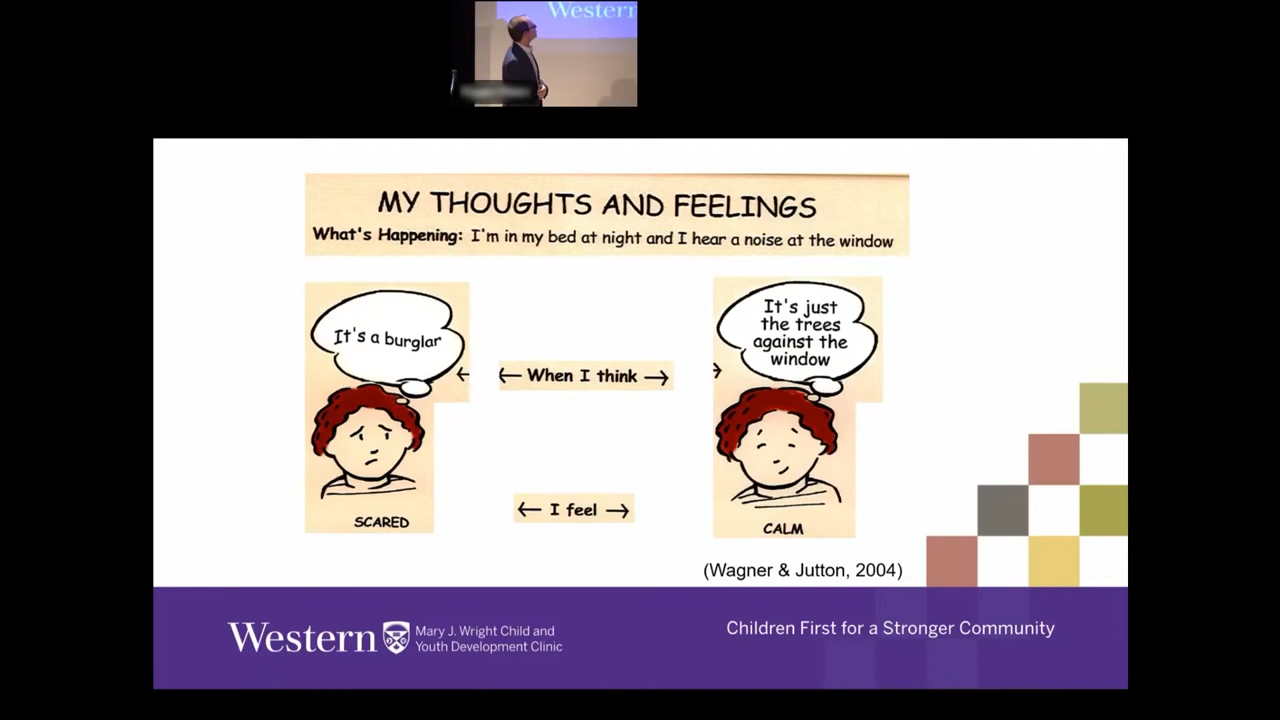 Western
MY THOUGHTS AND FEELINGS
What's Happening: I'm in my bed at night and I hear a noise at the window
It's a burglar
It's just
the trees
against the
window
← When I think →
← I feel →
SCARED
CALM
(Wagner & Jutton, 2004)
Western
Mary J. Wright Child and
Youth Development Clinic
Children First for a Stronger Community